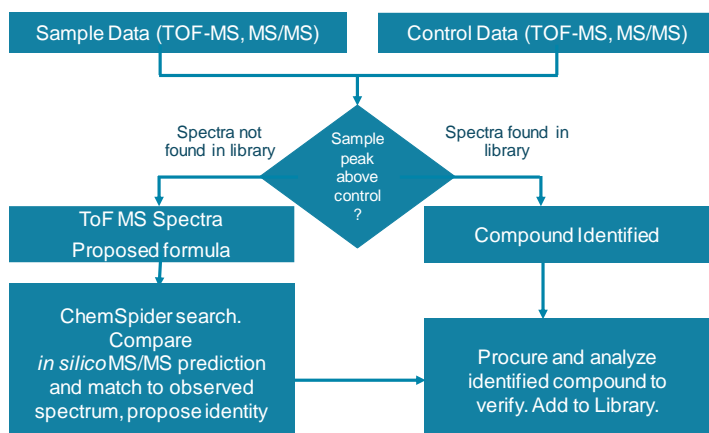 Sample Data (TOF-MS, MS/MS)
Control Data (TOF-MS, MS/MS)
Spectra not
found in library
Sample
peak
above
control
?
Spectra found in
library
ToF MS Spectra
Proposed formula
Compound Identified
ChemSpider search.
Compare
in silico MS/MS prediction
and match to observed
spectrum, propose identity
Procure and analyze
identified compound to
verify. Add to Library.